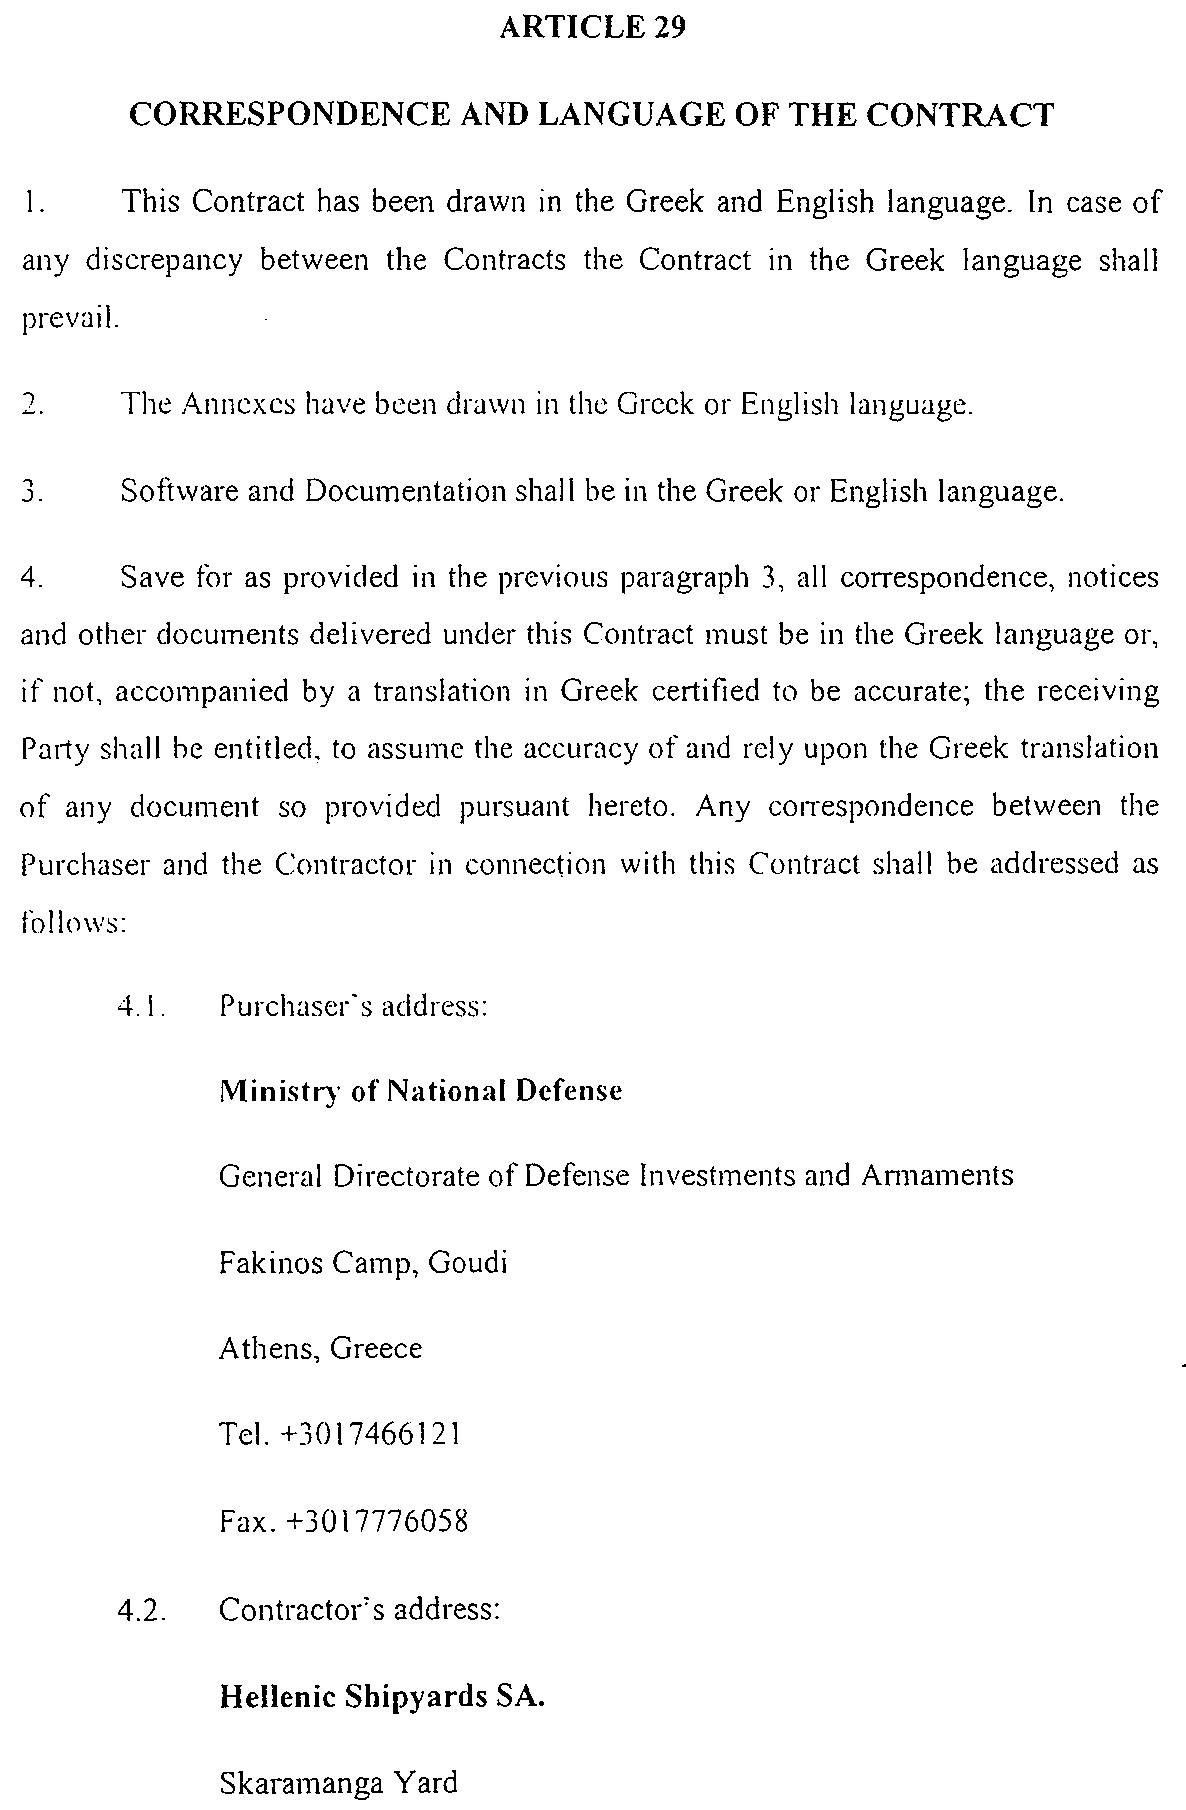 ARTICLE 29
CORRESPONDENCE AND LANGUAGE OF THE CONTRACT
1. This Contract has been drawn in the Greek and English language. In case of
any discrepancy between the Contracts the Contract in the Greek language shall
prevail.
2. The Annexes have been drawn in the Greek or English language.
3. Software and Documentation shall be in the Greek or English language.
4. Save for as provided in the previous paragraph 3, all correspondence, notices
and other documents delivered under this Contract must be in the Greek language or,
if not, accompanied by a translation in Greek certified to be accurate; the receiving
Party shall be entitled, to assume the accuracy of and rely upon the Greek translation
of any document so provided pursuant hereto. Any correspondence between the
Purchaser and the Contractor in connection with this Contract shall be addressed as
follows:
4.1. Purchaser's address:
Ministry of National Defense
General Directorate of Defense Investments and Armaments
Fakinos Camp, Goudi
Athens, Greece
Tel. +3017466121
Fax. +3017776058
4.2. Contractor's address:
Hellenic Shipyards SA.
Skaramanga Yard